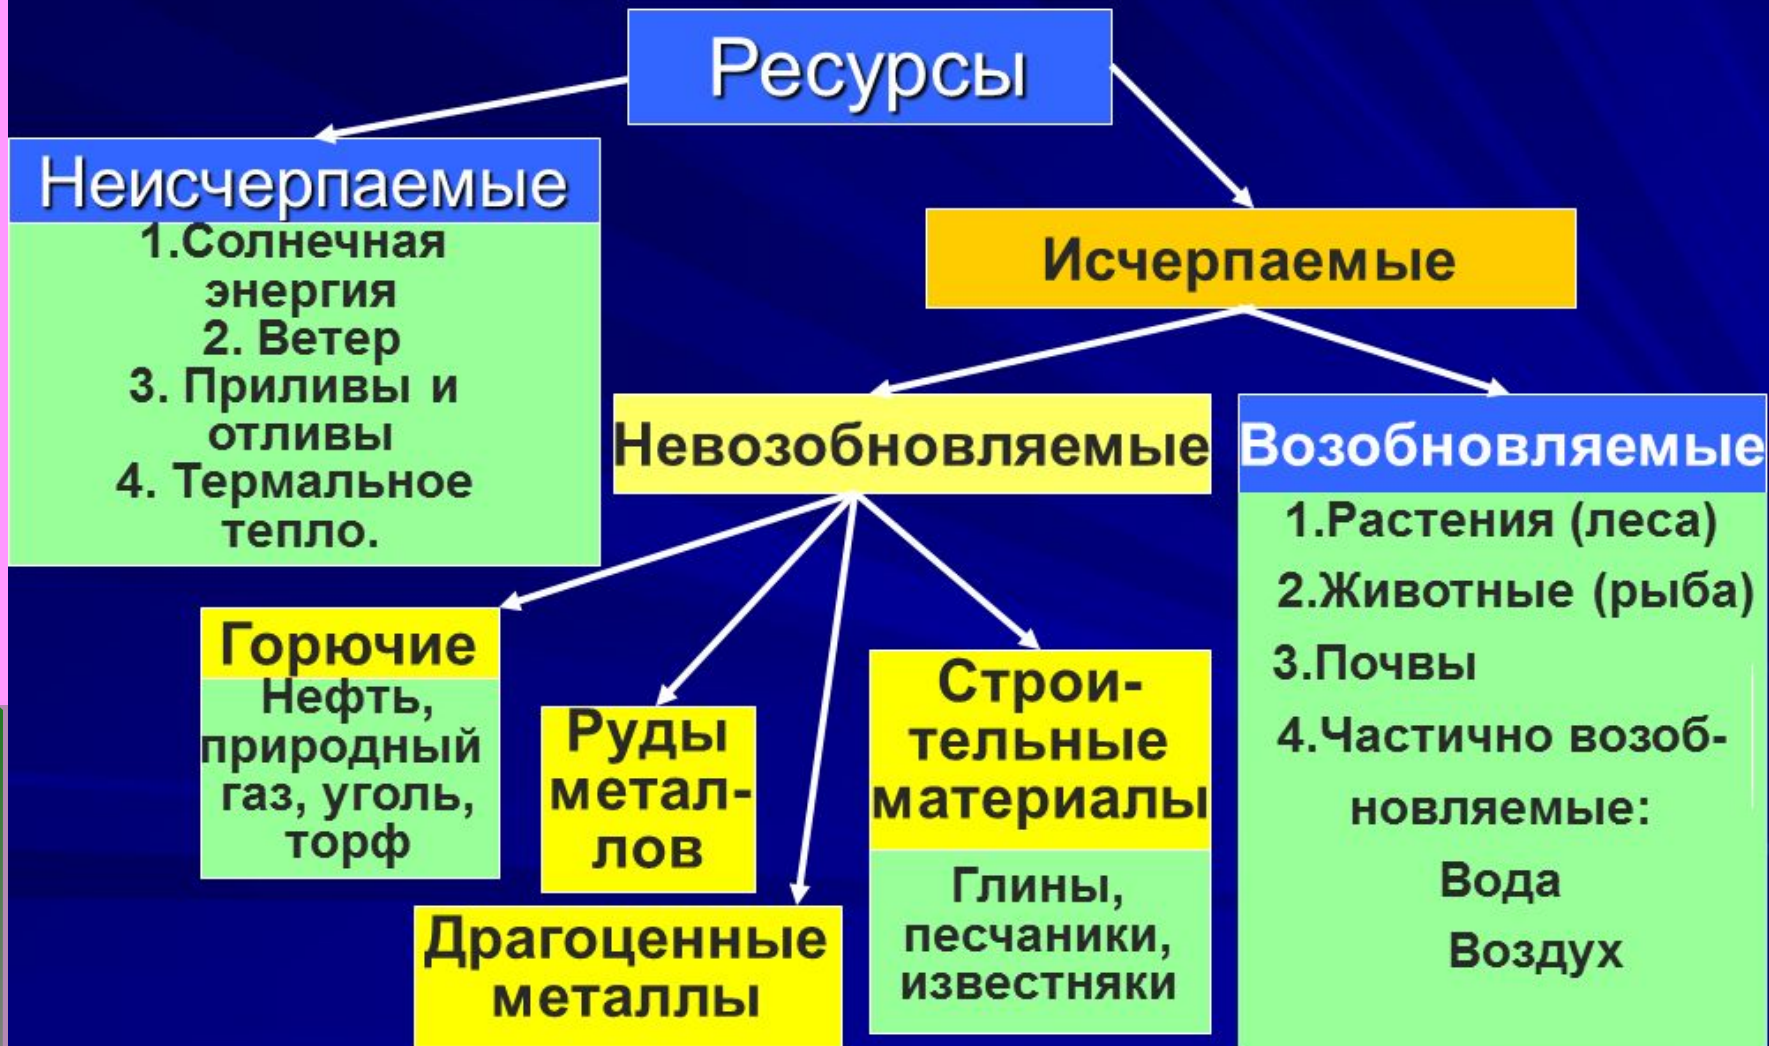 Ресурсы
Неисчерпаемые
1.Солнечная
энергия
2. Ветер
3. Приливы и
отливы
4. Термальное
тепло.
Исчерпаемые
Невозобновляемые
Горючие
Нефть,
природный
газ, уголь,
торф
Руды
метал-
лов
Драгоценные
металлы
Строи-
тельные
материалы
Глины,
песчаники,
известняки
Возобновляемые
1.Растения (леса)
2.Животные (рыба)
3.Почвы
4.Частично возоб-
новляемые:
Вода
Воздух